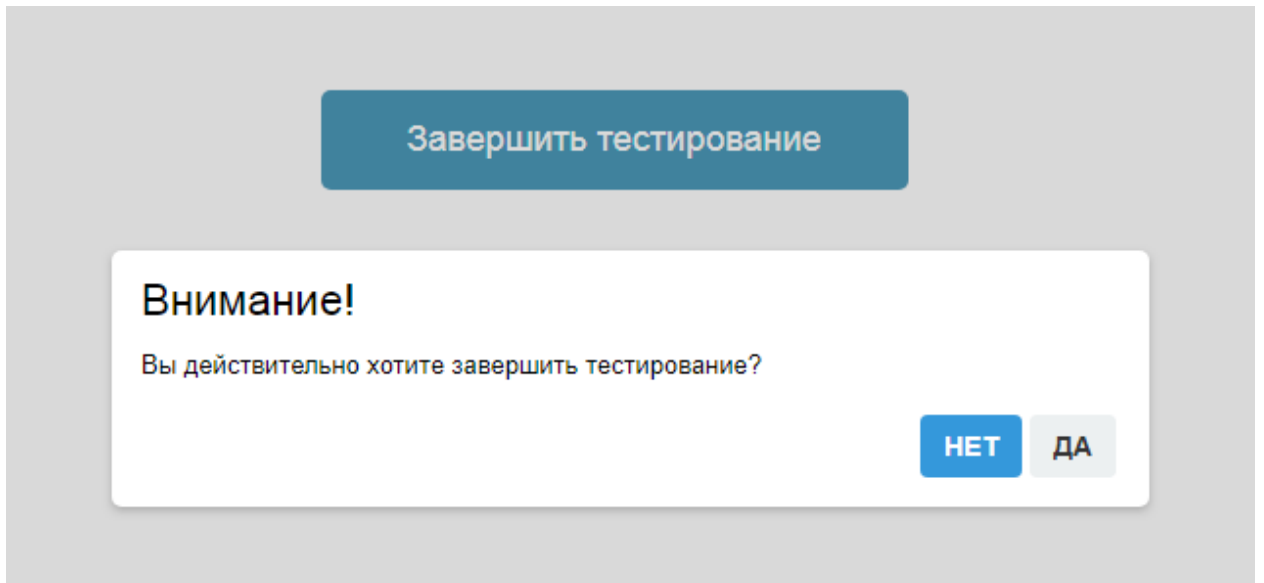 Завершить тестирование
Внимание!
Вы действительно хотите завершить тестирование?
НЕТ ДА